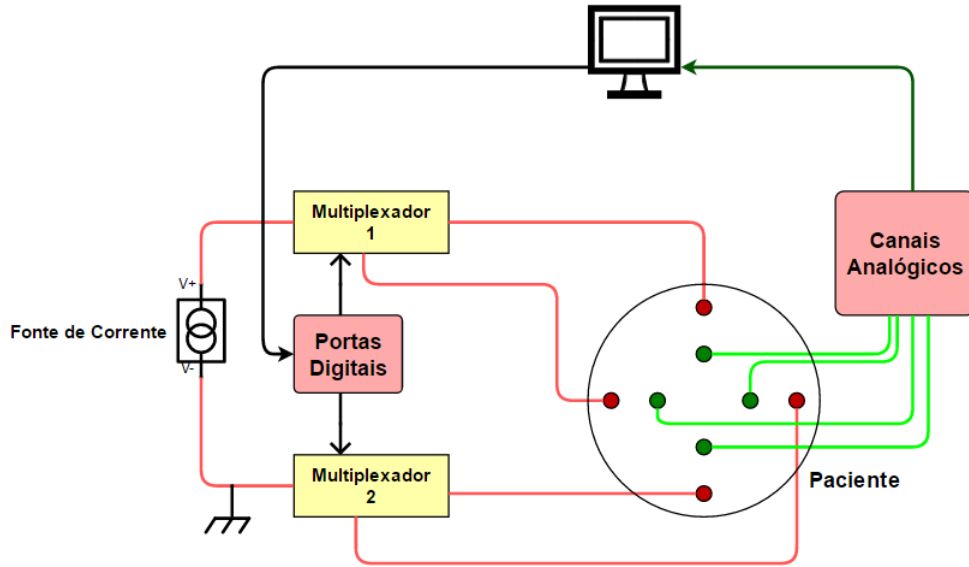 Multiplexador
1
Canais
Analógicos
V+
Fonte de Corrente
V-
Portas
Digitais
Multiplexador
2
Paciente